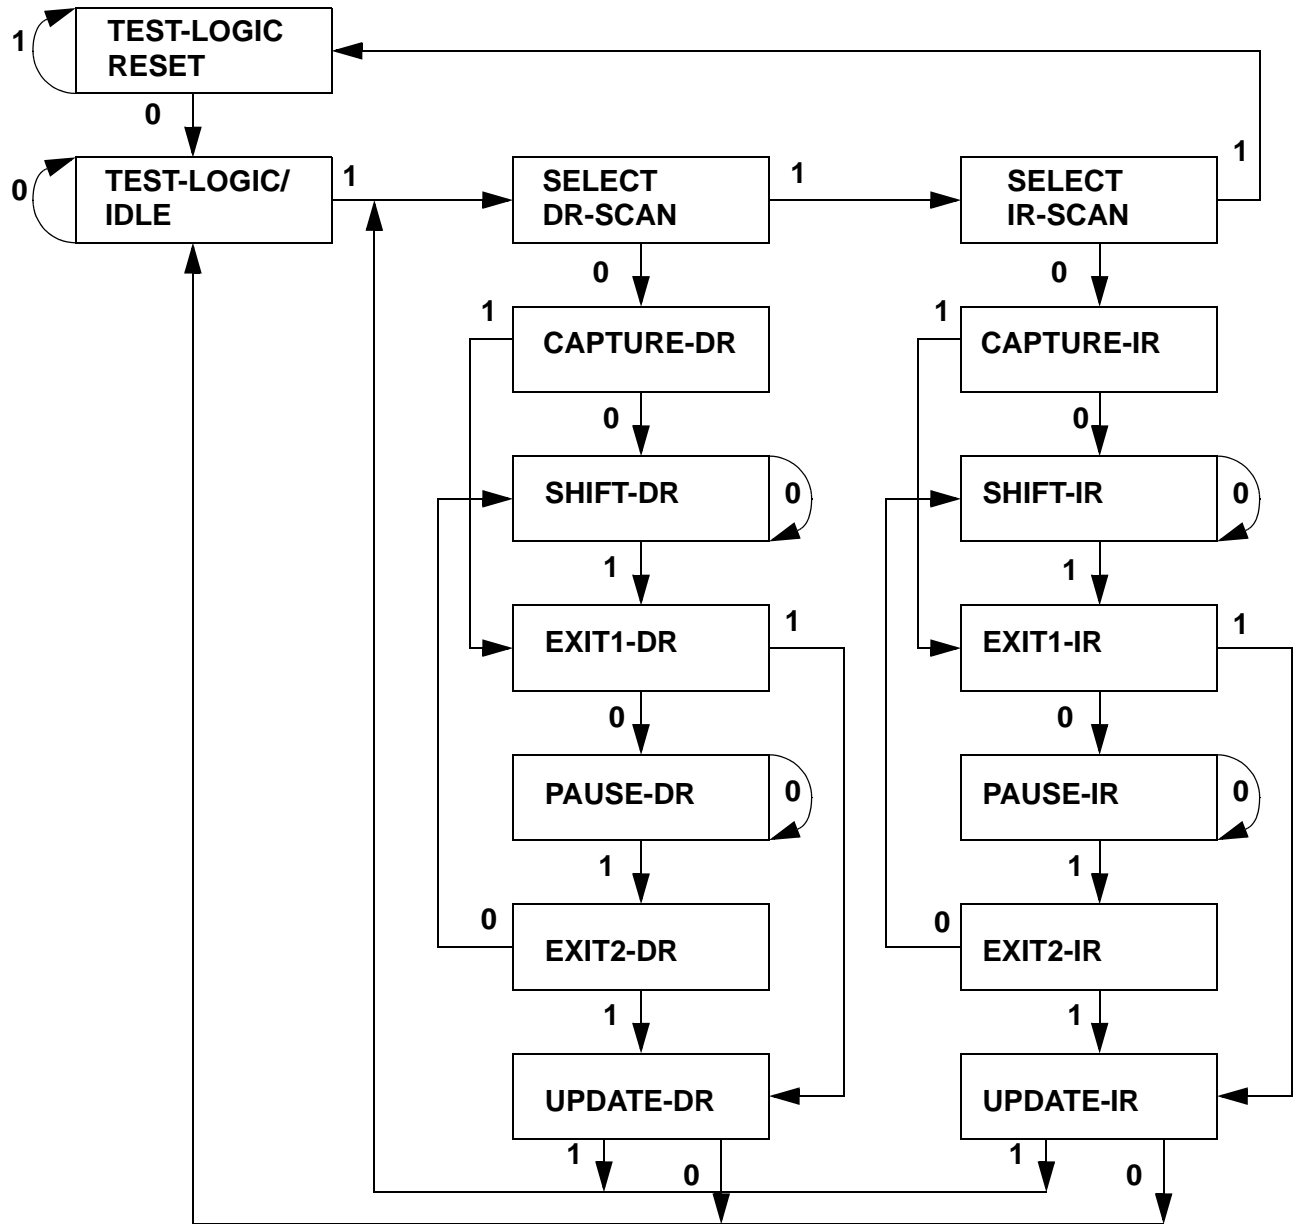 1
TEST-LOGIC
RESET
0
0
TEST-LOGIC/
IDLE
1
SELECT
DR-SCAN
1
SELECT
IR-SCAN
1
0
0
1
CAPTURE-DR
1
CAPTURE-IR
0
0
SHIFT-DR
0
SHIFT-IR
0
1
1
EXIT1-DR
1
EXIT1-IR
1
0
0
PAUSE-DR
0
PAUSE-IR
0
1
1
0
EXIT2-DR
0
EXIT2-IR
1
1
UPDATE-DR
UPDATE-IR
1
0
1
0